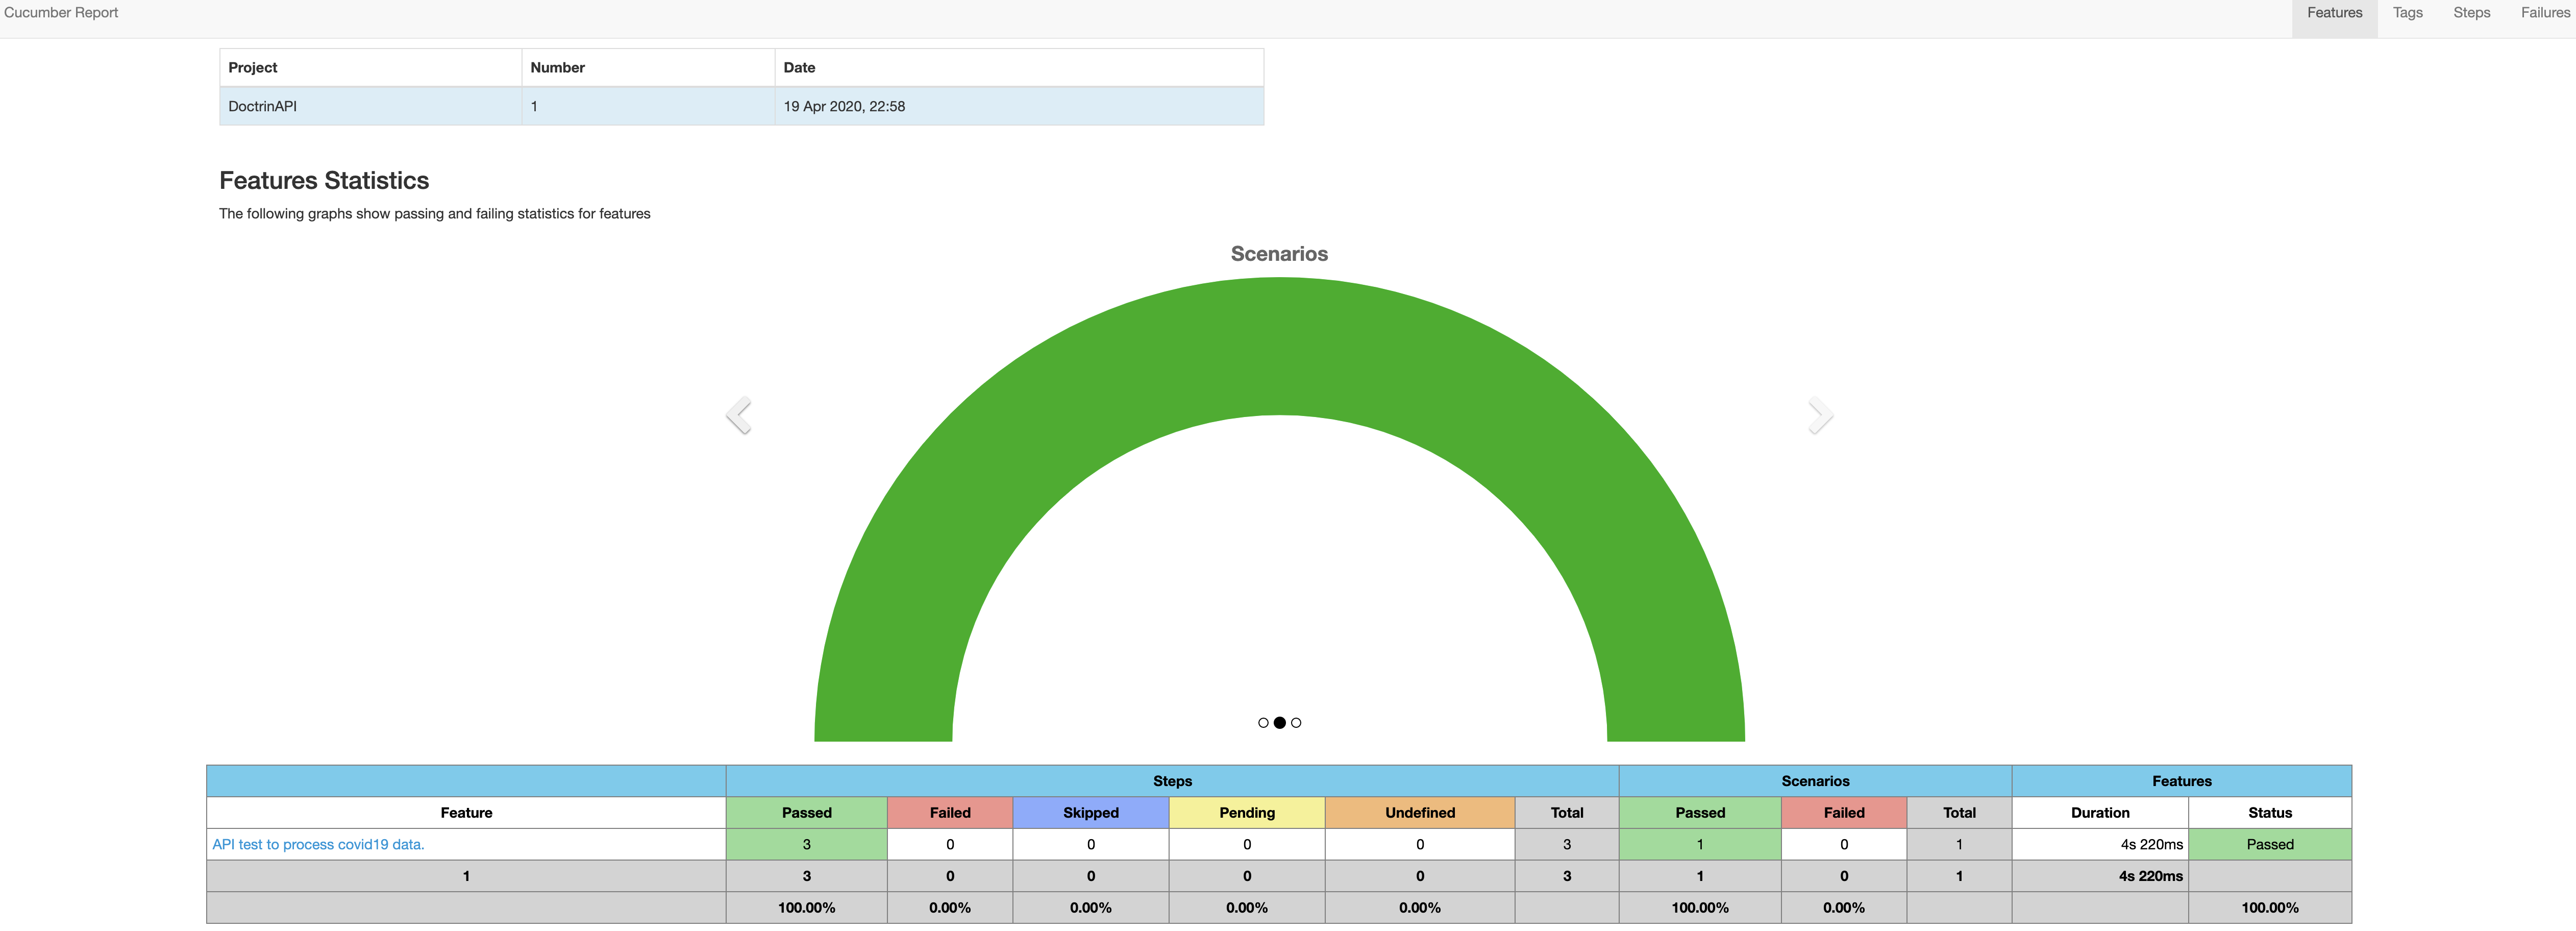 Cucumber Report Features Tags Steps Failures
Project Number Date
DoctrinAPI 1 19 Apr 2020, 22:58
Features Statistics
The following graphs show passing and failing statistics for features
Scenarios
Steps Scenarios Features
Feature Passed Failed Skipped Pending Undefined Total Passed Failed Total Duration Status
API test to process covid19 data. 3 0 0 0 0 3 1 0 1 4s 220ms Passed
1 3 0 0 0 0 3 1 0 1 4s 220ms
100.00% 0.00% 0.00% 0.00% 0.00% 100.00% 0.00% 100.00%